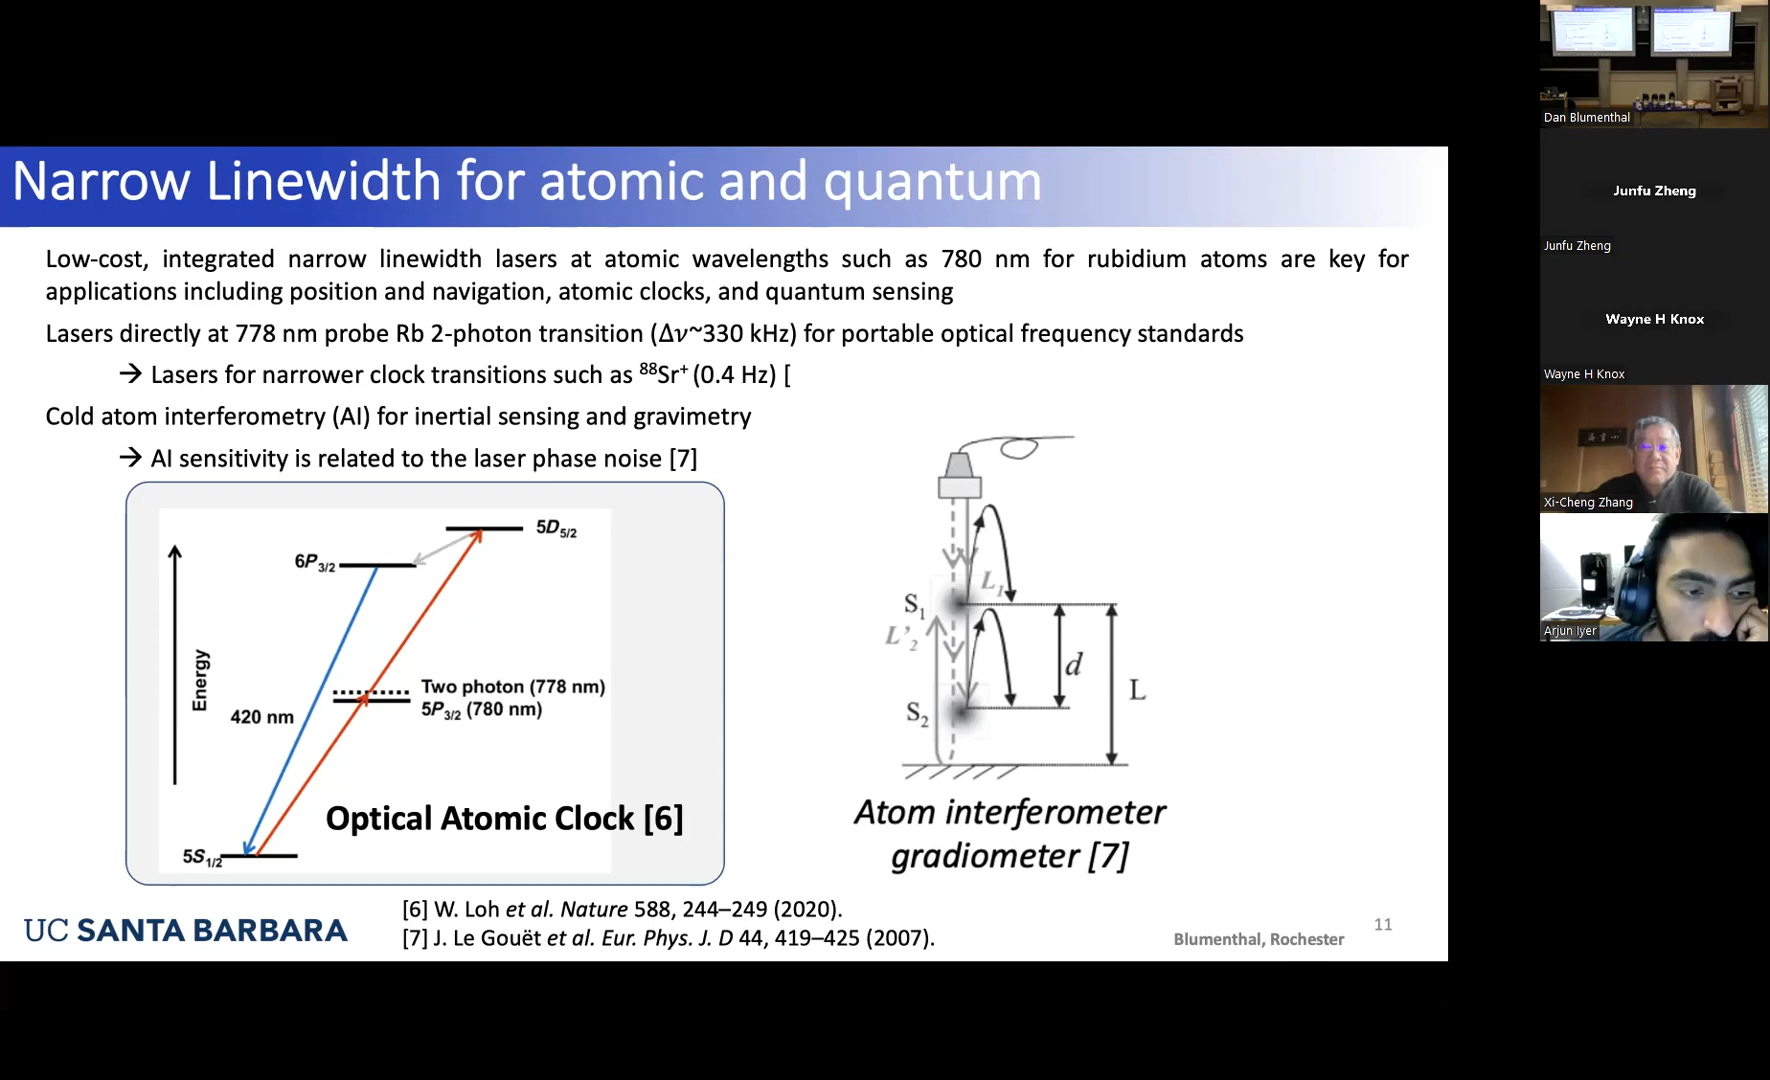 Narrow Linewidth for atomic and quantum
Low-cost, integrated narrow linewidth lasers at atomic wavelengths such as 780 nm for rubidium atoms are key for
applications including position and navigation, atomic clocks, and quantum sensing
Lasers directly at 778 nm probe Rb 2-photon transition (Δν~330 kHz) for portable optical frequency standards
→ Lasers for narrower clock transitions such as ⁸⁸Sr⁺ (0.4 Hz) [
Cold atom interferometry (AI) for inertial sensing and gravimetry
→ AI sensitivity is related to the laser phase noise [7]
5D5/2
6P3/2
Energy
420 nm
Two photon (778 nm)
5P3/2 (780 nm)
Optical Atomic Clock [6]
5S1/2
L1
S1
L'2
d
L
S2
Atom interferometer
gradiometer [7]
UC SANTA BARBARA
[6] W. Loh et al. Nature 588, 244–249 (2020).
[7] J. Le Gouët et al. Eur. Phys. J. D 44, 419–425 (2007).
Blumenthal, Rochester
11
Dan Blumenthal
Junfu Zheng
Junfu Zheng
Wayne H Knox
Wayne H Knox
Xi-Cheng Zhang
Arjun Iyer